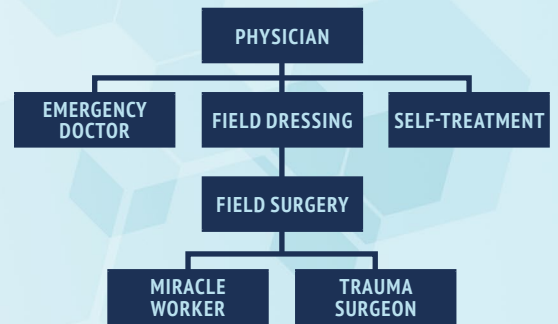 PHYSICIAN
EMERGENCY
DOCTOR
FIELD DRESSING
SELF-TREATMENT
FIELD SURGERY
MIRACLE
WORKER
TRAUMA
SURGEON